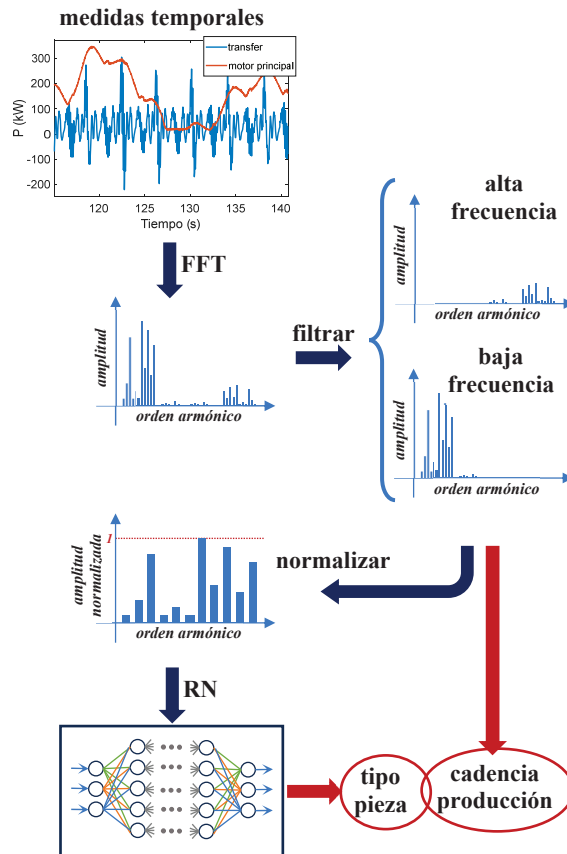 medidas temporales
transfer
motor principal
P (kW)
300
200
100
0
-100
-200
120
125
130
135
140
Tiempo (s)
FFT
amplitud
orden armónico
filtrar
alta
frecuencia
amplitud
orden armónico
baja
frecuencia
amplitud
orden armónico
normalizar
amplitud
normalizada
1
orden armónico
RN
tipo
pieza
cadencia
producción